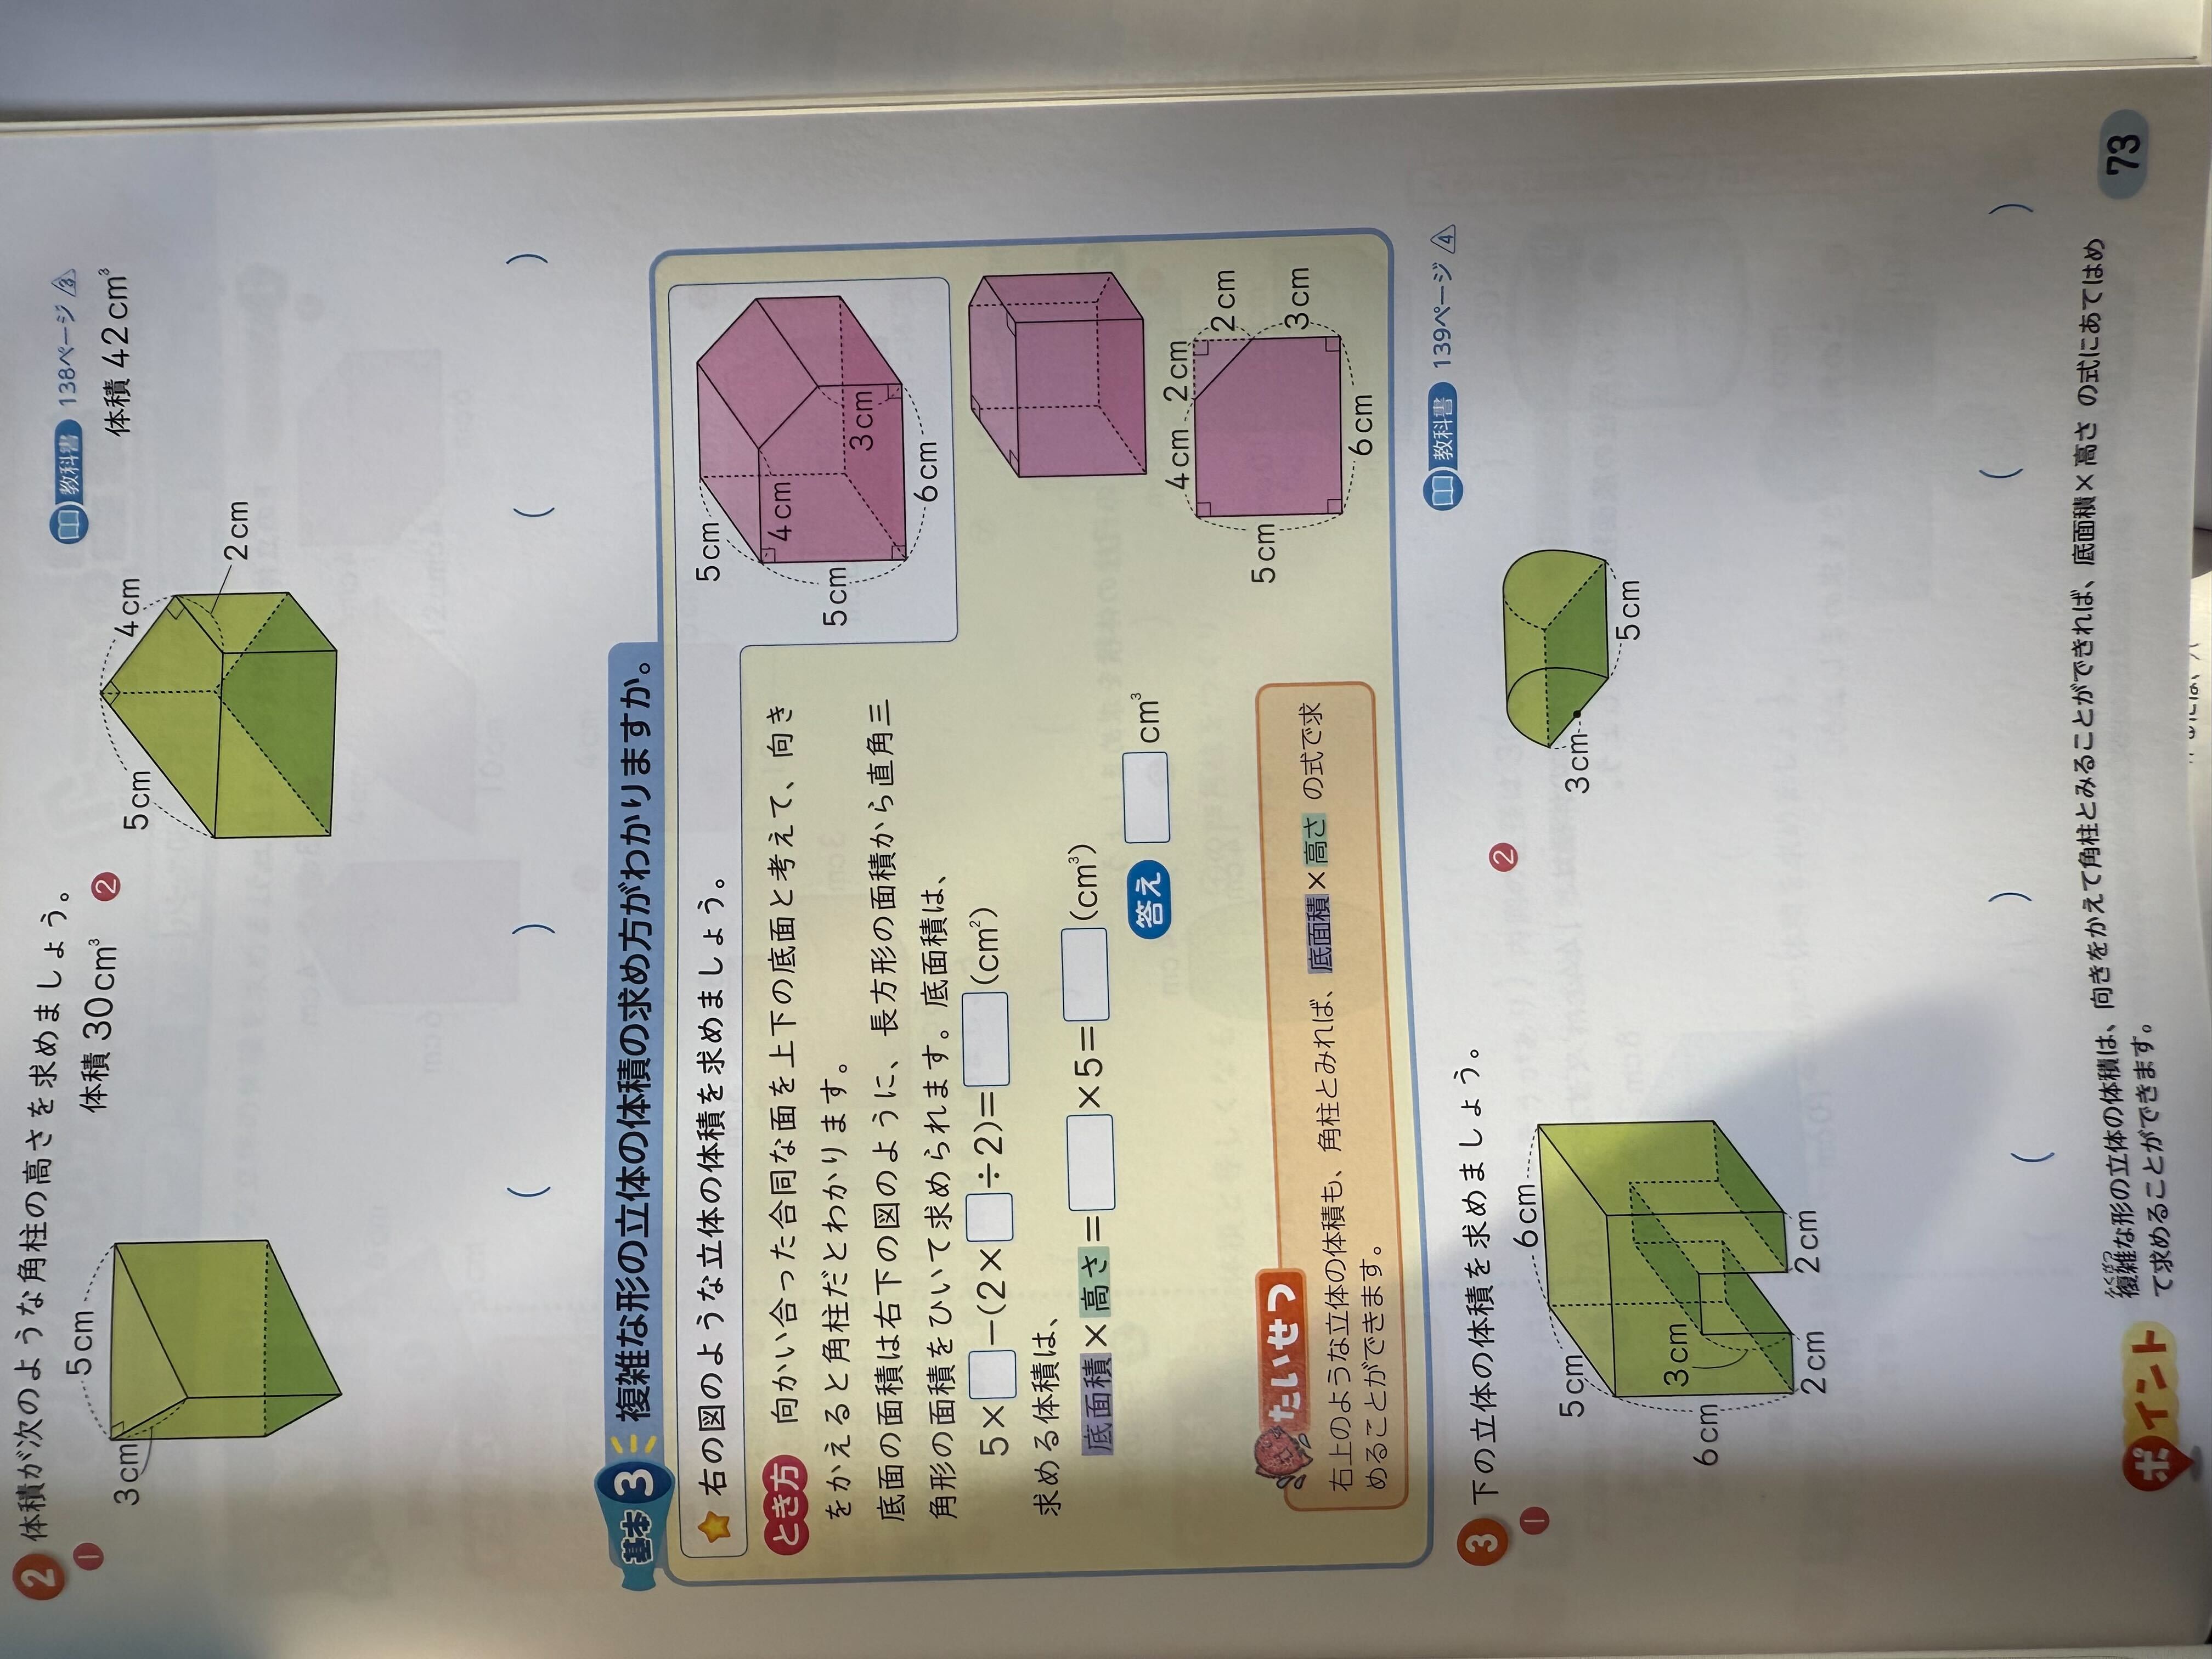 2 体積が次のような角柱の高さを求めましょう。
教科書 138ページ 3
1 体積 30cm³
5cm
3cm
2 体積 42cm³
5cm
4cm
2cm
( ) ( )
基本 3 複雑な形の立体の体積の求め方がわかりますか。
右の図のような立体の体積を求めましょう。
とき方 向かい合った合同な面を上下の底面と考えて、向き
をかえると角柱だとわかります。
底面の面積は右下の図のように、長方形の面積から直角三
角形の面積をひいて求められます。底面積は、
5×□−(2×□÷2)=□(cm²)
求める体積は、
底面積×高さ=□×5=□(cm³)
答え □cm³
5cm
4cm
5cm
3cm
6cm
4cm
2cm
2cm
5cm
3cm
6cm
たいせつ
右上のような立体の体積も、角柱とみれば、底面積×高さ の式で求
めることができます。
3 下の立体の体積を求めましょう。
教科書 139ページ 4
1
6cm
5cm
3cm
6cm
2cm
2cm
2
3cm
5cm
( ) ( )
ポイント
ふくざつ
複雑な形の立体の体積は、向きをかえて角柱とみることができれば、底面積×高さ の式にあてはめ
て求めることができます。
73